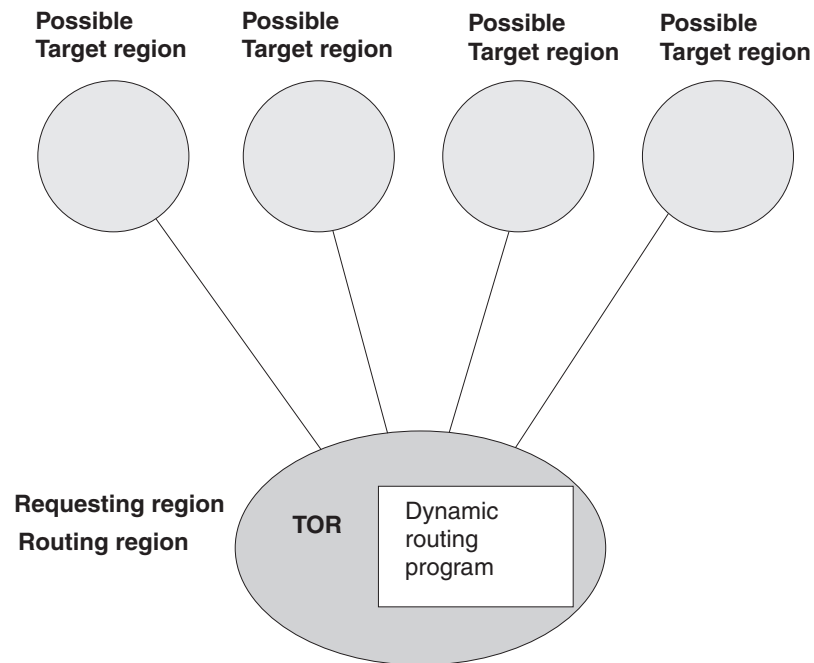 Possible
Target region
Possible
Target region
Possible
Target region
Possible
Target region
Requesting region
Routing region
TOR
Dynamic
routing
program